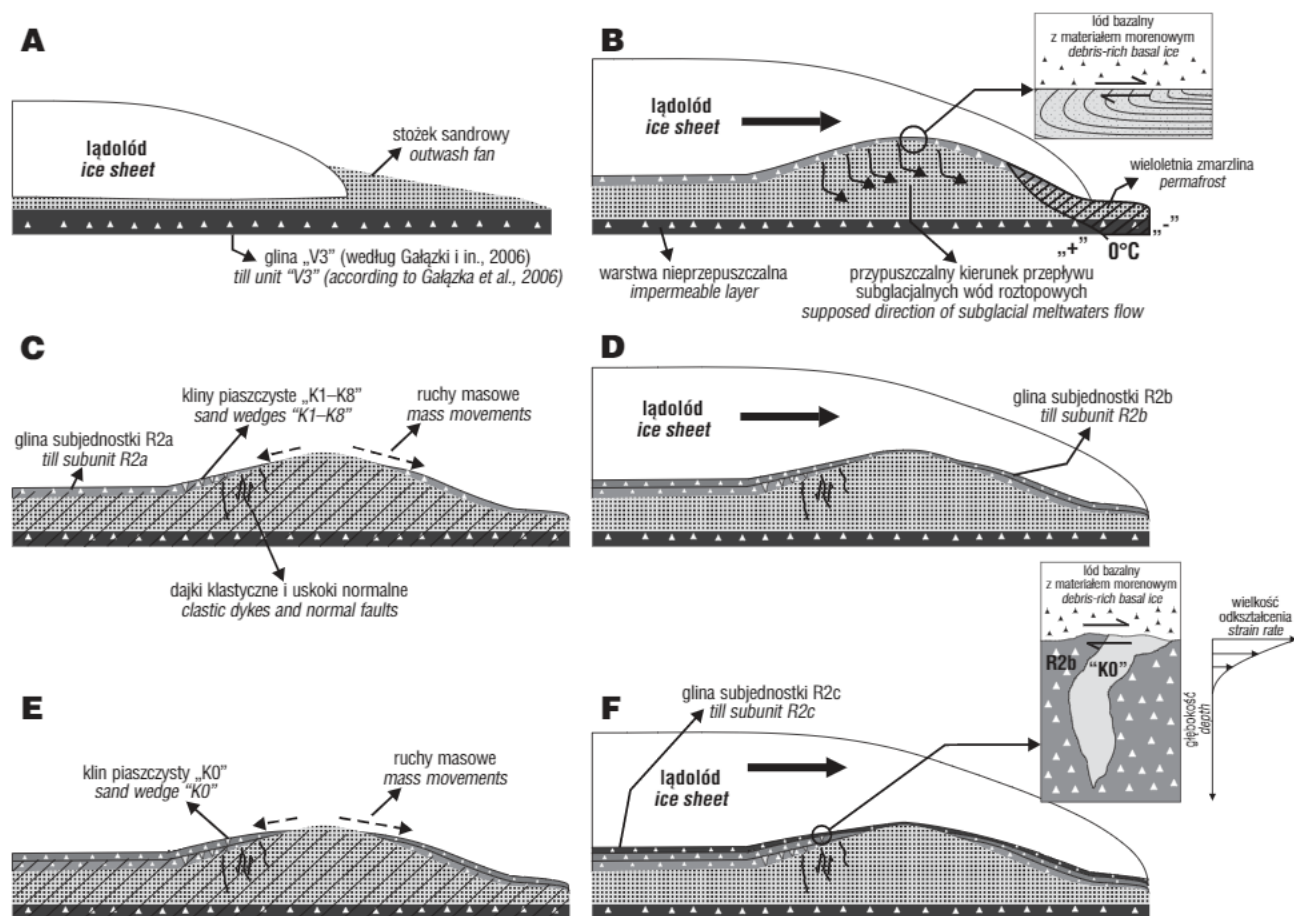 A
lądolód
ice sheet
stożek sandrowy
outwash fan
glina „V3” (według Gałązki i in., 2006)
till unit “V3” (according to Gałązka et al., 2006)
B
lądolód
ice sheet
lód bazalny
z materiałem morenowym
debris-rich basal ice
wieloletnia zmarzlina
permafrost
„-”
„+”
0°C
warstwa nieprzepuszczalna
impermeable layer
przypuszczalny kierunek przepływu
subglacjalnych wód roztopowych
supposed direction of subglacial meltwaters flow
C
kliny piaszczyste „K1–K8”
sand wedges “K1–K8”
ruchy masowe
mass movements
glina subjednostki R2a
till subunit R2a
dajki klastyczne i uskoki normalne
clastic dykes and normal faults
D
lądolód
ice sheet
glina subjednostki R2b
till subunit R2b
E
klin piaszczysty „K0”
sand wedge “K0”
ruchy masowe
mass movements
F
glina subjednostki R2c
till subunit R2c
lądolód
ice sheet
lód bazalny
z materiałem morenowym
debris-rich basal ice
R2b
“K0”
wielkość
odkształcenia
strain rate
głębokość
depth